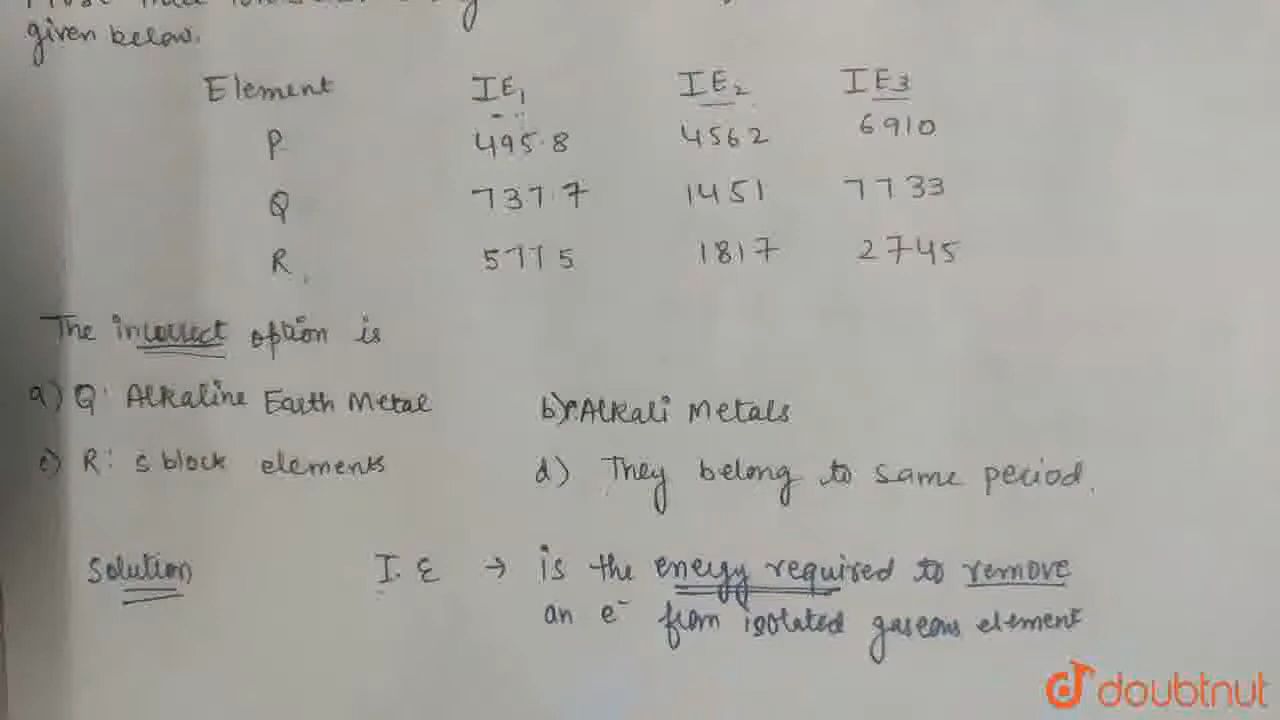 given below.
Element IE1 IE2 IE3
P 495.8 4562 6910
Q 737.7 1451 7733
R 5775 1817 2745
The incorrect option is
a) Q: Alkaline Earth Metal b) P: Alkali Metals
c) R: s block elements d) They belong to same period.
Solution I.E → is the energy required to remove
an e⁻ from isolated gaseous element
doubtnut